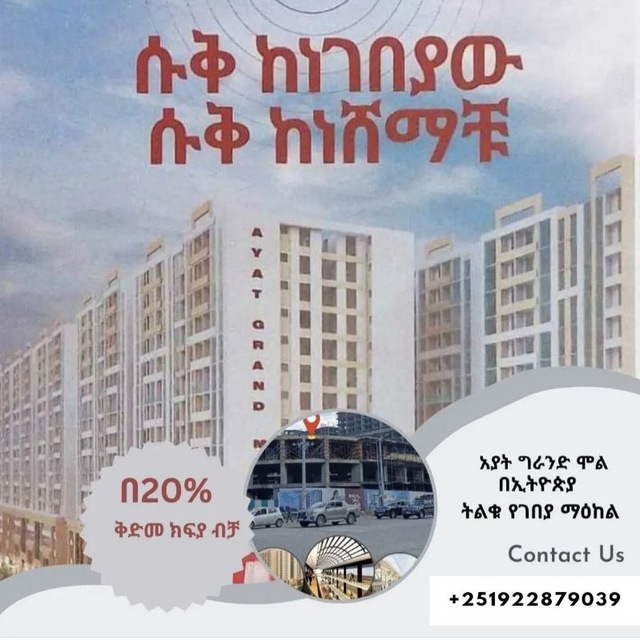 ሱቅ ከነገበያው
ሱቅ ከነሸማቹ
AYAT GRAND M
በ20%
ቅድመ ክፍያ ብቻ
አያት ግራንድ ሞል
በኢትዮጵያ
ትልቁ የገበያ ማዕከል
Contact Us
+251922879039